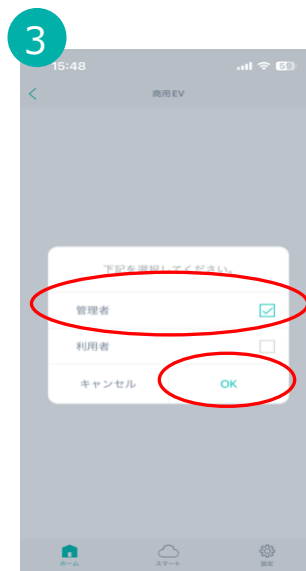 3
15:48
商用EV
下記を選択してください。
管理者
利用者
キャンセル OK
ホーム スマート 設定